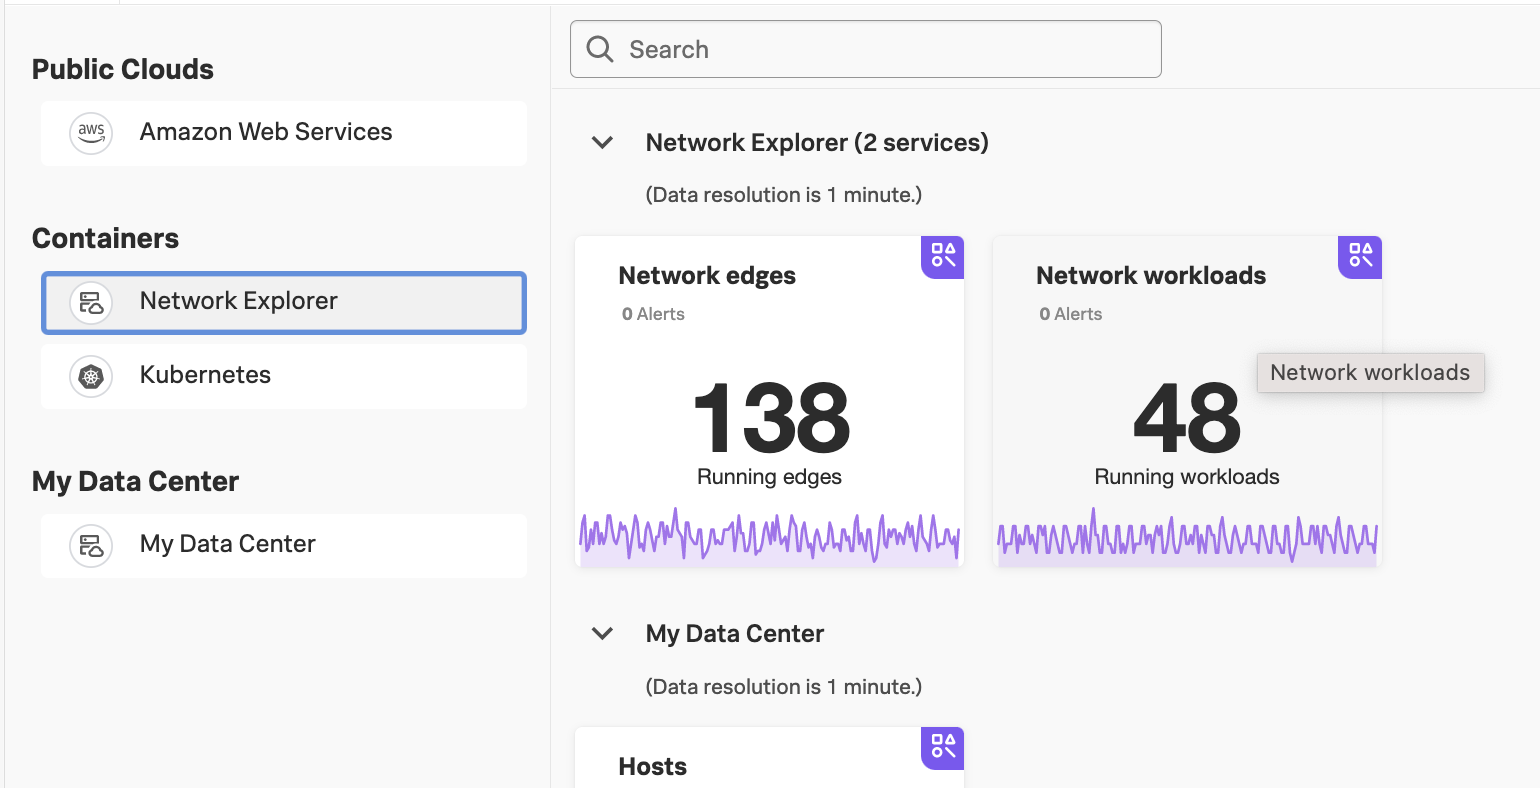 Public Clouds
aws
Amazon Web Services
Containers
Network Explorer
Kubernetes
My Data Center
My Data Center
Search
Network Explorer (2 services)
(Data resolution is 1 minute.)
Network edges
0 Alerts
138
Running edges
Network workloads
0 Alerts
48
Running workloads
Network workloads
My Data Center
(Data resolution is 1 minute.)
Hosts